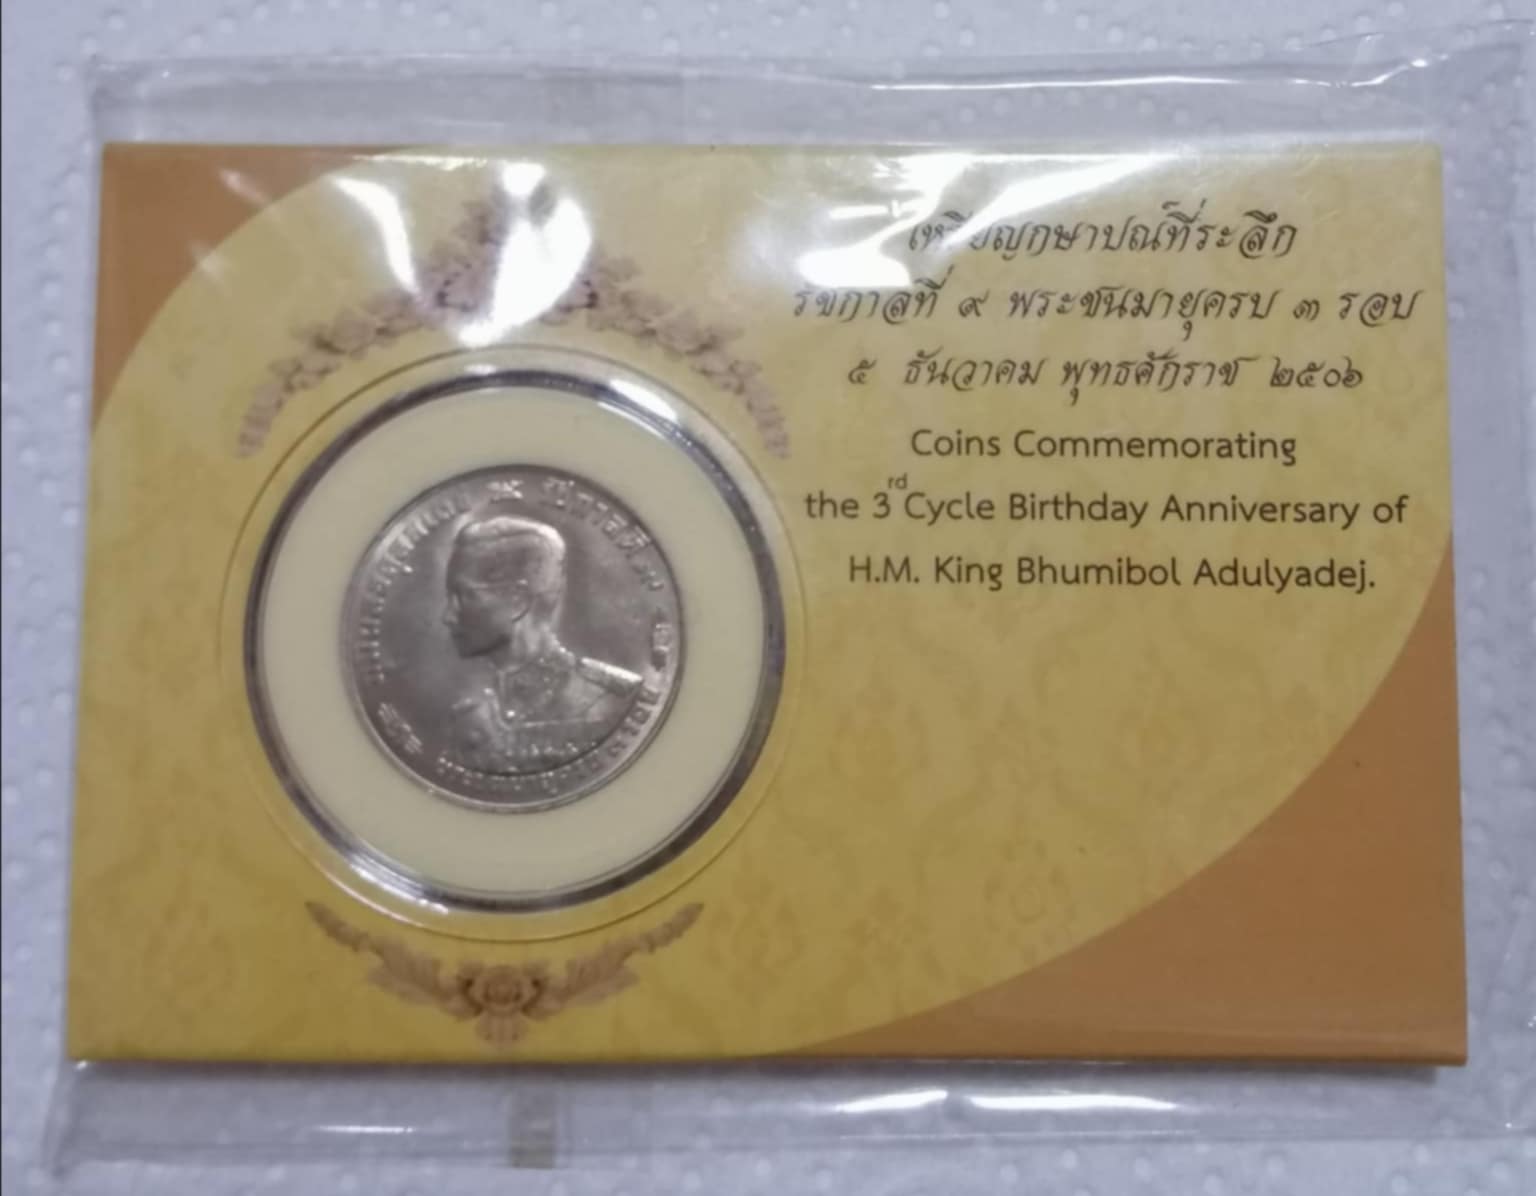 เหรียญกษาปณ์ที่ระลึก
รัชกาลที่ ๙ พระชนมายุครบ ๓ รอบ
๕ ธันวาคม พุทธศักราช ๒๕๐๖
Coins Commemorating
the 3rd Cycle Birthday Anniversary of
H.M. King Bhumibol Adulyadej.